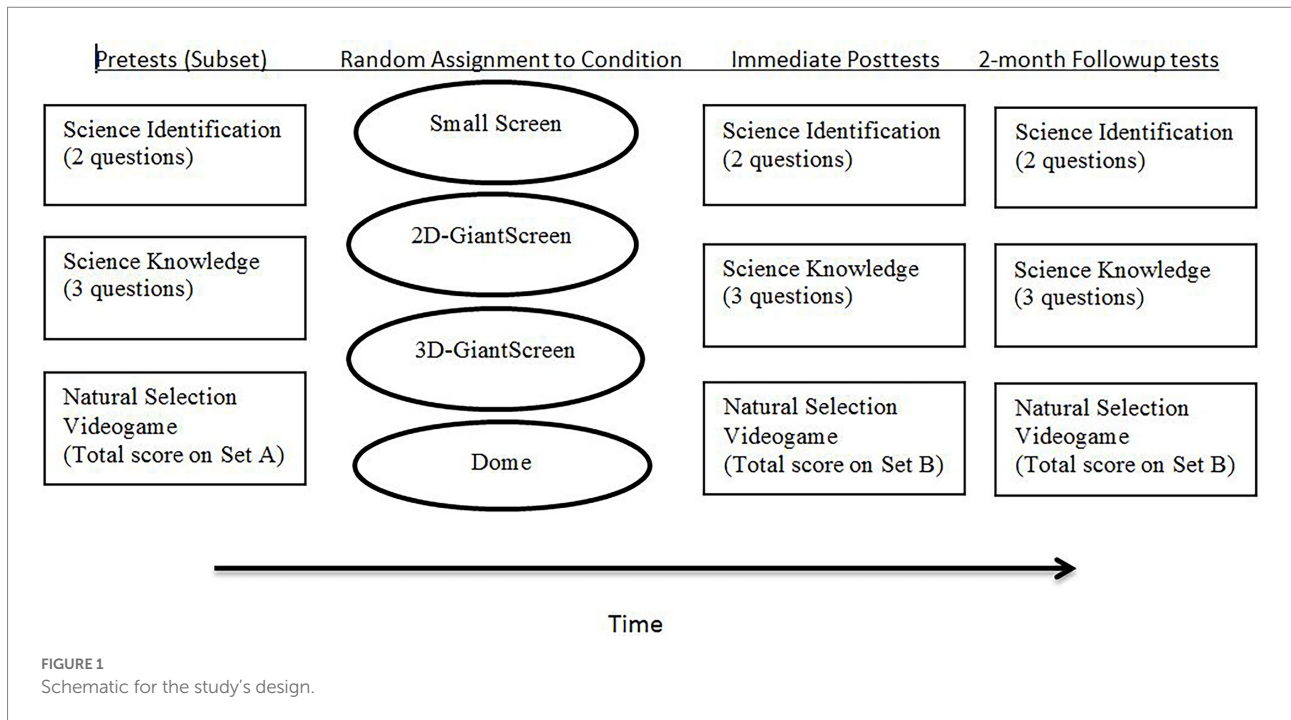 Pretests (Subset)
Random Assignment to Condition
Immediate Posttests
2-month Followup tests
Science Identification
(2 questions)
Science Knowledge
(3 questions)
Natural Selection
Videogame
(Total score on Set A)
Small Screen
2D-GiantScreen
3D-GiantScreen
Dome
Science Identification
(2 questions)
Science Knowledge
(3 questions)
Natural Selection
Videogame
(Total score on Set B)
Science Identification
(2 questions)
Science Knowledge
(3 questions)
Natural Selection
Videogame
(Total score on Set B)
Time
FIGURE 1
Schematic for the study's design.